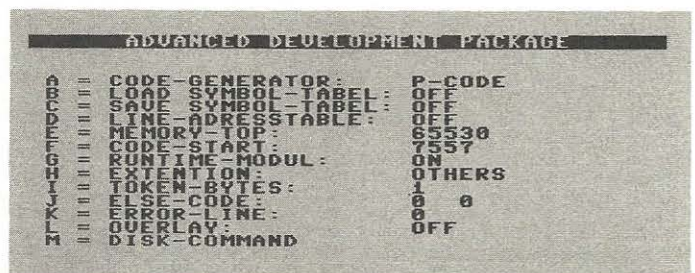 ADVANCED DEVELOPMENT PACKAGE
A = CODE-GENERATOR: P-CODE
B = LOAD SYMBOL-TABEL: OFF
C = SAVE SYMBOL-TABEL: OFF
D = LINE-ADRESSTABLE: OFF
E = MEMORY-TOP: 65530
F = CODE-START: 7557
G = RUNTIME-MODUL: ON
H = EXTENTION: OTHERS
I = TOKEN-BYTES: 1
J = ELSE-CODE: 0 0
K = ERROR-LINE: 0
L = OVERLAY: OFF
M = DISK-COMMAND